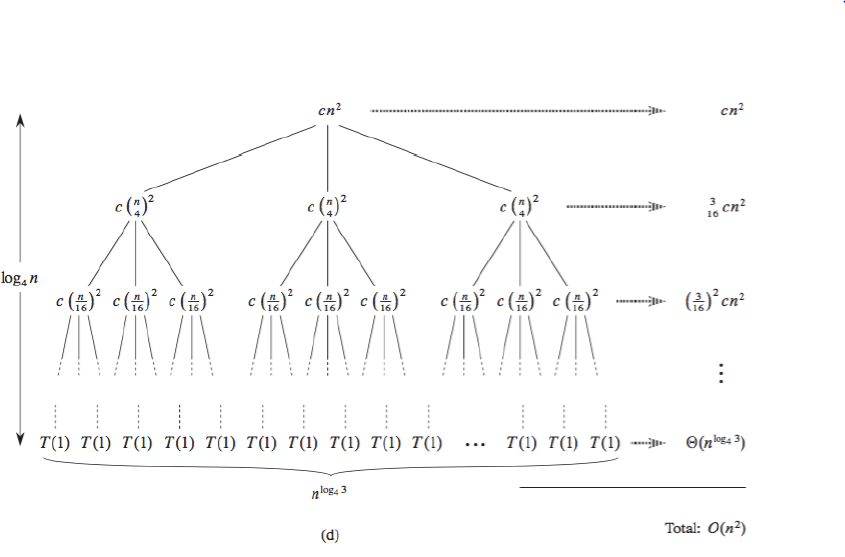 cn² cn²
c(n/4)² c(n/4)² c(n/4)² 3/16 cn²
log₄ n
c(n/16)² c(n/16)² c(n/16)² c(n/16)² c(n/16)² c(n/16)² c(n/16)² c(n/16)² c(n/16)² (3/16)² cn²
⋮
T(1) T(1) T(1) T(1) T(1) T(1) T(1) T(1) T(1) T(1) ... T(1) T(1) T(1) Θ(n^log₄ 3)
n^log₄ 3
Total: O(n²)
(d)